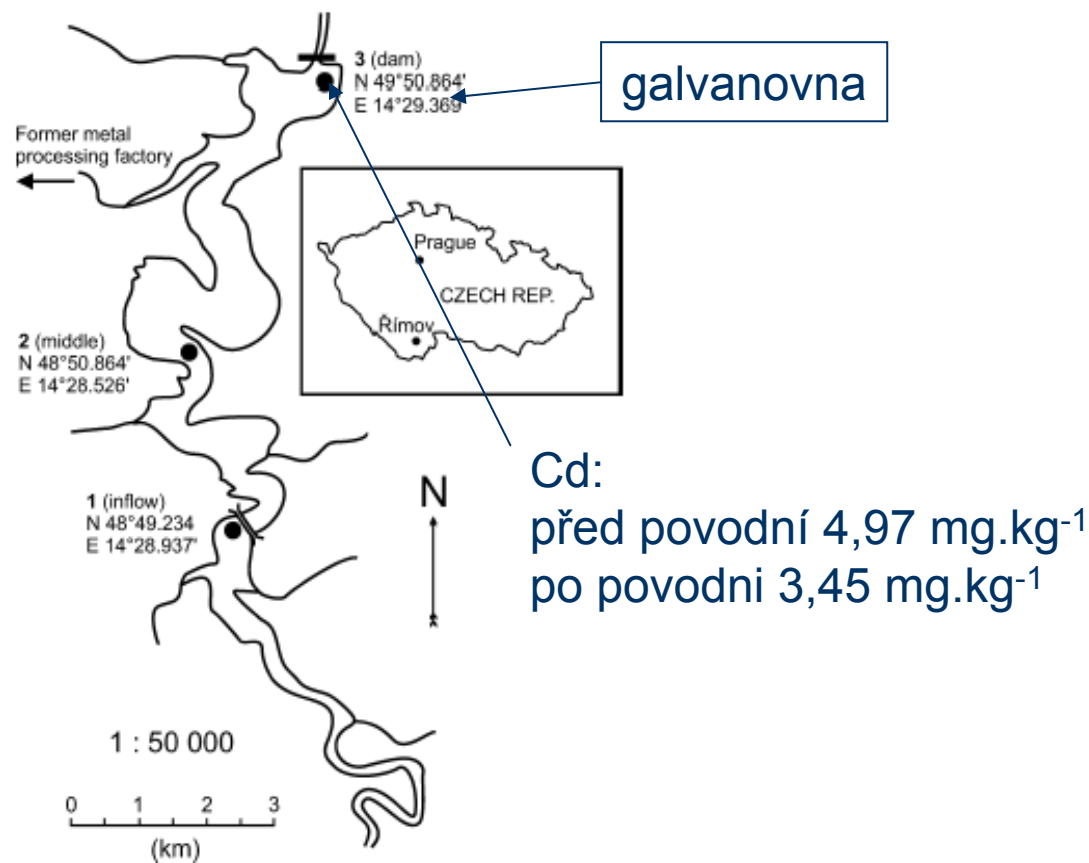 3 (dam)
N 49°50.864'
E 14°29.369'
galvanovna
Former metal
processing factory
Prague
CZECH REP.
Římov
2 (middle)
N 48°50.864'
E 14°28.526'
Cd:
před povodní 4,97 mg.kg⁻¹
po povodni 3,45 mg.kg⁻¹
1 (inflow)
N 48°49.234
E 14°28.937'
N
1 : 50 000
0 1 2 3
(km)